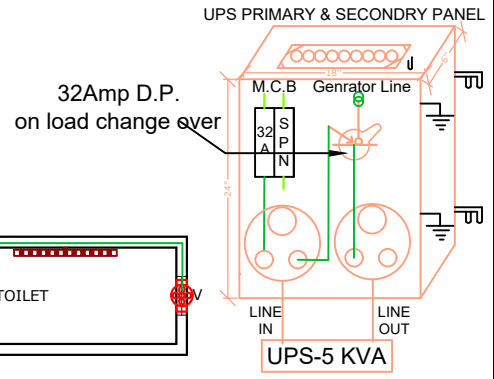 UPS PRIMARY & SECONDRY PANEL
18"
6"
M.C.B
Genrator Line
32Amp D.P.
on load change over
32
A
S
P
N
24"
TOILET
V
LINE
IN
LINE
OUT
UPS-5 KVA